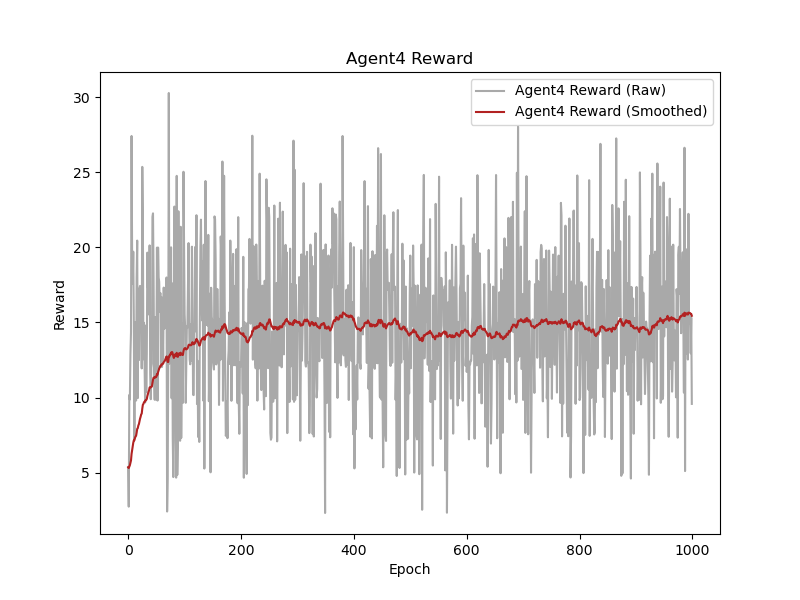 Agent4 Reward
Agent4 Reward (Raw)
Agent4 Reward (Smoothed)
Reward
30
25
20
15
10
5
0 200 400 600 800 1000
Epoch